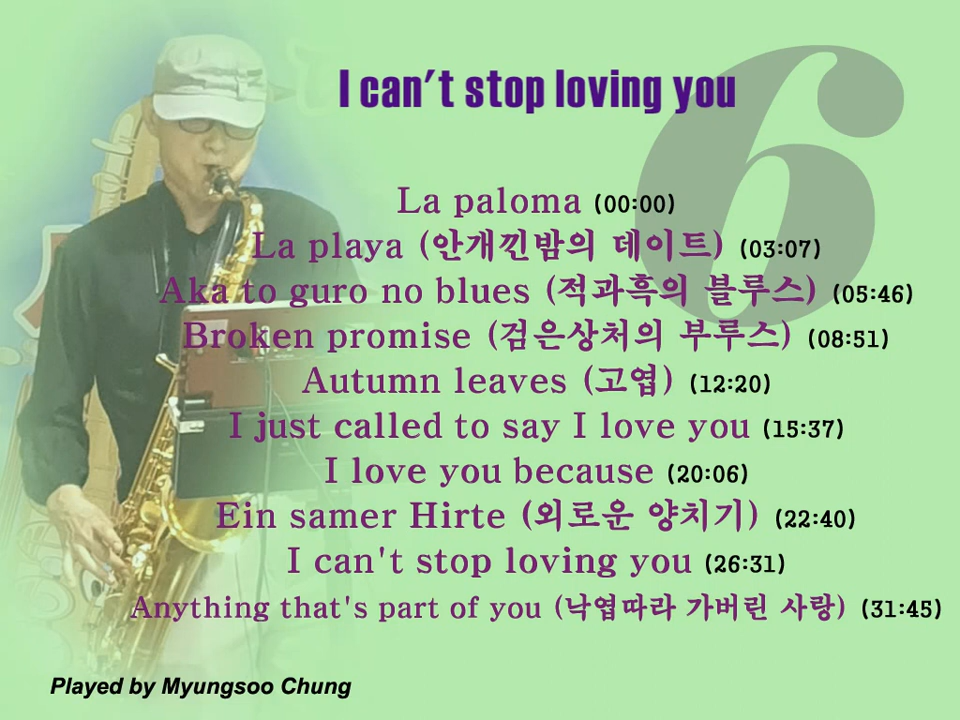 6
I can't stop loving you
La paloma (00:00)
La playa (안개낀밤의 데이트) (03:07)
Aka to guro no blues (적과흑의 블루스) (05:46)
Broken promise (검은상처의 부루스) (08:51)
Autumn leaves (고엽) (12:20)
I just called to say I love you (15:37)
I love you because (20:06)
Ein samer Hirte (외로운 양치기) (22:40)
I can't stop loving you (26:31)
Anything that's part of you (낙엽따라 가버린 사랑) (31:45)
Played by Myungsoo Chung